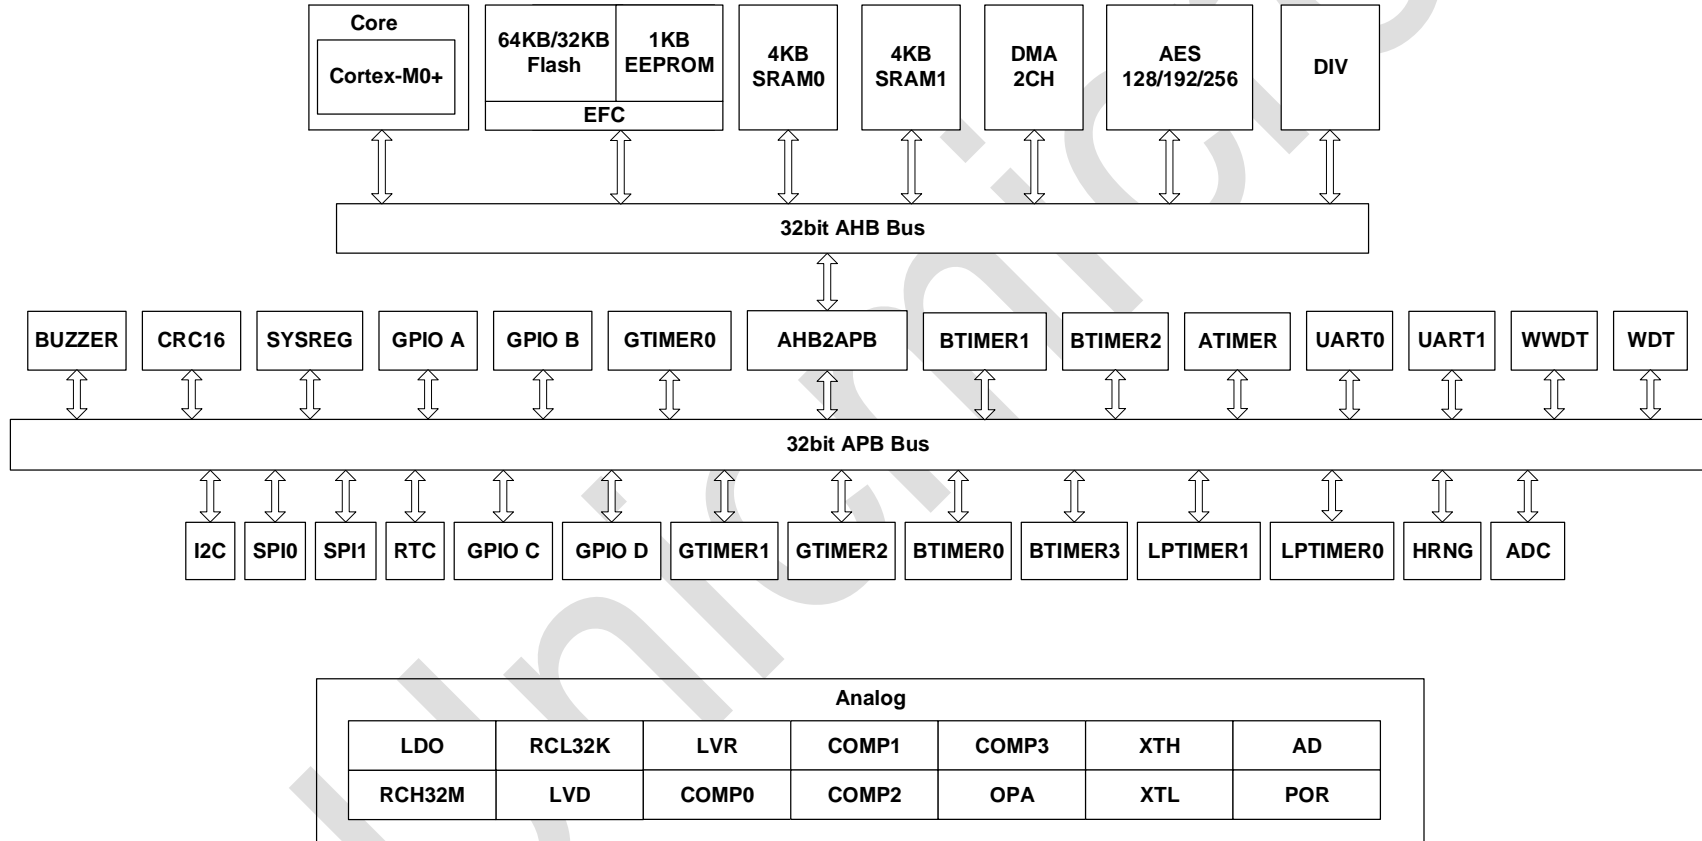 Core
Cortex-M0+
64KB/32KB
Flash
1KB
EEPROM
EFC
4KB
SRAM0
4KB
SRAM1
DMA
2CH
AES
128/192/256
DIV
32bit AHB Bus
BUZZER
CRC16
SYSREG
GPIO A
GPIO B
GTIMER0
AHB2APB
BTIMER1
BTIMER2
ATIMER
UART0
UART1
WWDT
WDT
32bit APB Bus
I2C
SPI0
SPI1
RTC
GPIO C
GPIO D
GTIMER1
GTIMER2
BTIMER0
BTIMER3
LPTIMER1
LPTIMER0
HRNG
ADC
Analog
LDO
RCL32K
LVR
COMP1
COMP3
XTH
AD
RCH32M
LVD
COMP0
COMP2
OPA
XTL
POR
Unicmicro